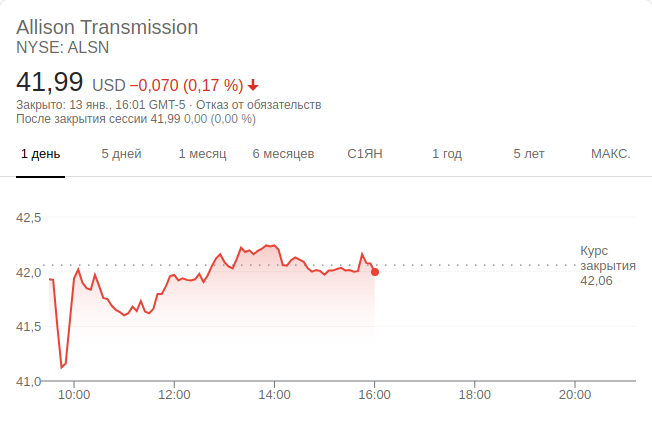 Allison Transmission
NYSE: ALSN
41,99 USD −0,070 (0,17 %)
Закрыто: 13 янв., 16:01 GMT-5 · Отказ от обязательств
После закрытия сессии 41,99 0,00 (0,00 %)
1 день 5 дней 1 месяц 6 месяцев С1ЯН 1 год 5 лет МАКС.
42,5
Курс
закрытия
42,06
42,0
41,5
41,0
10:00 12:00 14:00 16:00 18:00 20:00